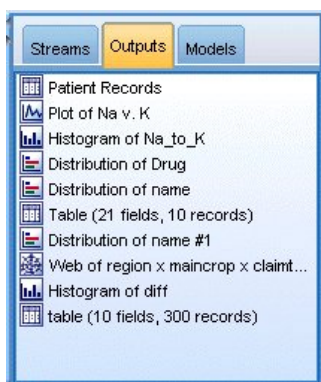 Streams Outputs Models
Patient Records
Plot of Na v. K
Histogram of Na_to_K
Distribution of Drug
Distribution of name
Table (21 fields, 10 records)
Distribution of name #1
Web of region x maincrop x claimt...
Histogram of diff
table (10 fields, 300 records)